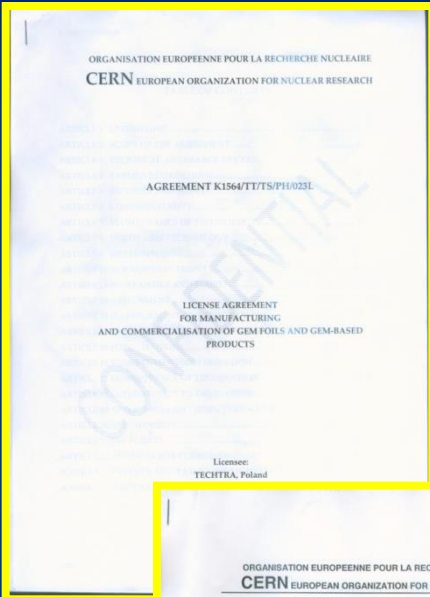 ORGANISATION EUROPEENNE POUR LA RECHERCHE NUCLEAIRE
CERN EUROPEAN ORGANIZATION FOR NUCLEAR RESEARCH
AGREEMENT K1564/TT/TS/PH/023L
CONFIDENTIAL
LICENSE AGREEMENT
FOR MANUFACTURING
AND COMMERCIALISATION OF GEM FOILS AND GEM-BASED
PRODUCTS
Licensee:
TECHTRA, Poland
ORGANISATION EUROPEENNE POUR LA REC
CERN EUROPEAN ORGANIZATION FOR